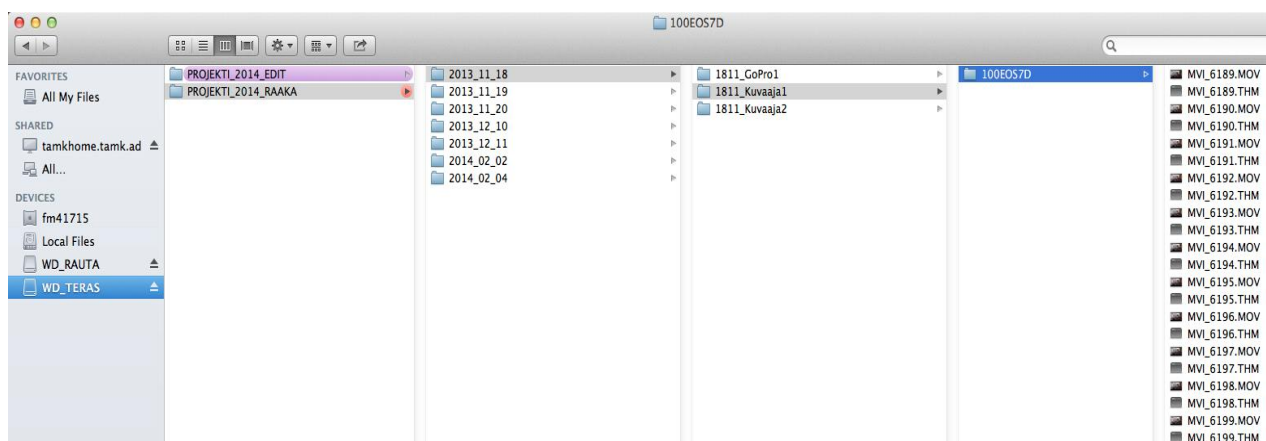 100EOS7D
FAVORITES
All My Files
SHARED
tamkhome.tamk.ad
All...
DEVICES
fm41715
Local Files
WD_RAUTA
WD_TERAS
PROJEKTI_2014_EDIT
PROJEKTI_2014_RAAKA
2013_11_18
2013_11_19
2013_11_20
2013_12_10
2013_12_11
2014_02_02
2014_02_04
1811_GoPro1
1811_Kuvaaja1
1811_Kuvaaja2
100EOS7D
MVI_6189.MOV
MVI_6189.THM
MVI_6190.MOV
MVI_6190.THM
MVI_6191.MOV
MVI_6191.THM
MVI_6192.MOV
MVI_6192.THM
MVI_6193.MOV
MVI_6193.THM
MVI_6194.MOV
MVI_6194.THM
MVI_6195.MOV
MVI_6195.THM
MVI_6196.MOV
MVI_6196.THM
MVI_6197.MOV
MVI_6197.THM
MVI_6198.MOV
MVI_6198.THM
MVI_6199.MOV
MVI_6199.THM